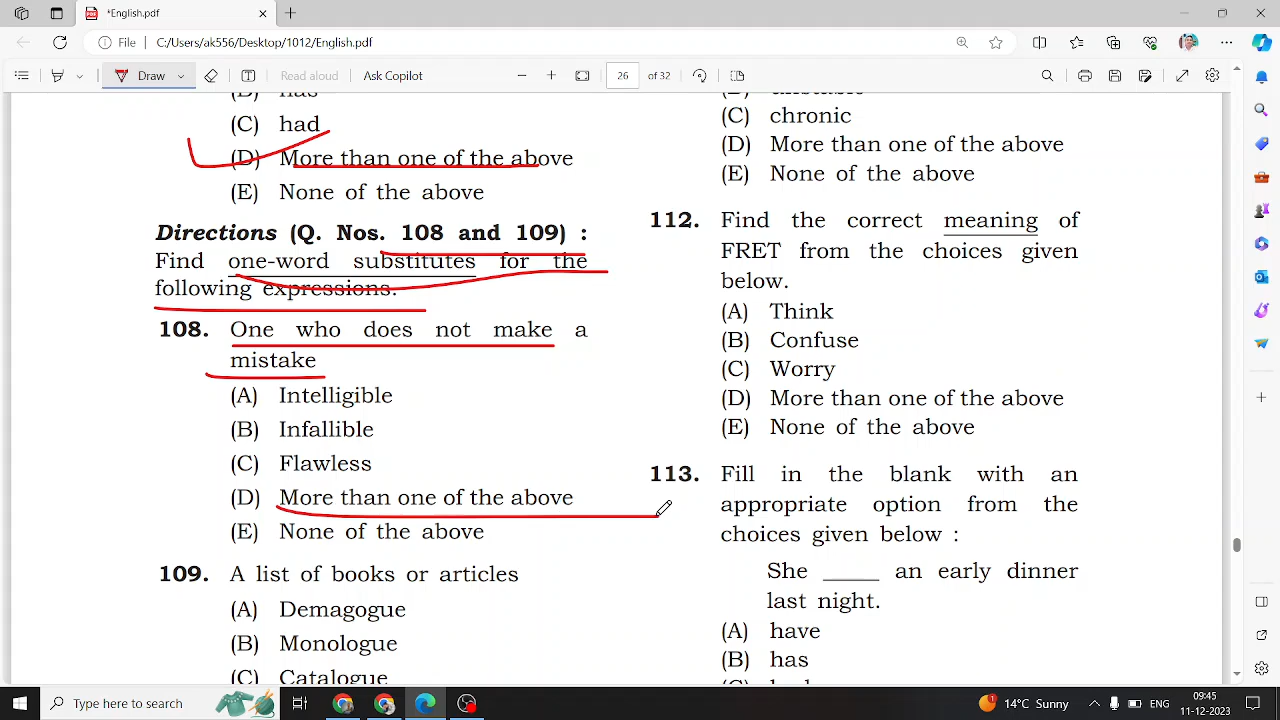 *English.pdf
File
C:/Users/ak556/Desktop/1012/English.pdf
Draw
Read aloud
Ask Copilot
26
of 32
(B) has
(C) had
(D) More than one of the above
(E) None of the above
Directions (Q. Nos. 108 and 109) :
Find one-word substitutes for the
following expressions.
108. One who does not make a
mistake
(A) Intelligible
(B) Infallible
(C) Flawless
(D) More than one of the above
(E) None of the above
109. A list of books or articles
(A) Demagogue
(B) Monologue
(C) Catalogue
(C) chronic
(D) More than one of the above
(E) None of the above
112. Find the correct meaning of
FRET from the choices given
below.
(A) Think
(B) Confuse
(C) Worry
(D) More than one of the above
(E) None of the above
113. Fill in the blank with an
appropriate option from the
choices given below :
She _____ an early dinner
last night.
(A) have
(B) has
Type here to search
1
14°C Sunny
ENG
09:45
11-12-2023